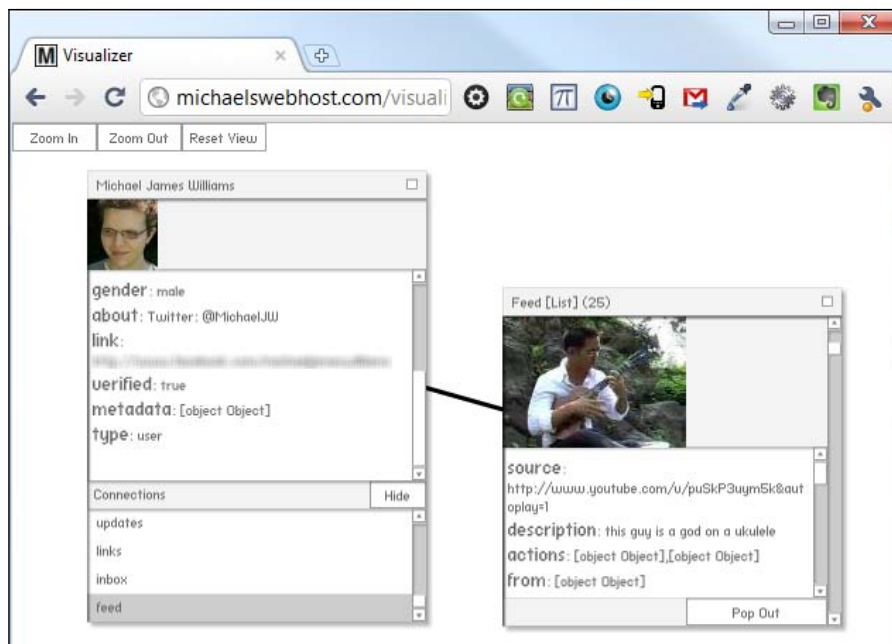 Visualizer
michaelswebhost.com/visuali
Zoom In
Zoom Out
Reset View
Michael James Williams
gender: male
about: Twitter: @MichaelJW
link:
verified: true
metadata: [object Object]
type: user
Connections
Hide
updates
links
inbox
feed
Feed [List] (25)
source:
http://www.youtube.com/v/puSkP3uym5k&aut
oplay=1
description: this guy is a god on a ukulele
actions: [object Object],[object Object]
from: [object Object]
Pop Out